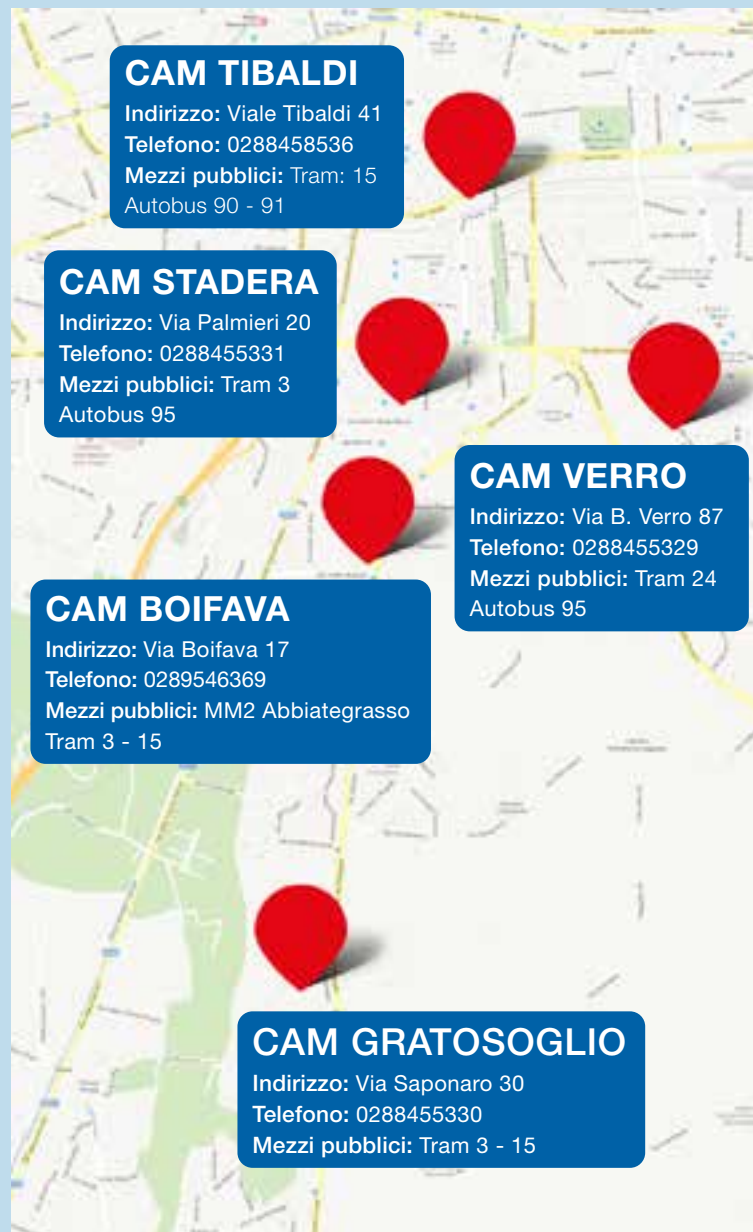 CAM TIBALDI
Indirizzo: Viale Tibaldi 41
Telefono: 0288458536
Mezzi pubblici: Tram: 15
Autobus 90 - 91
CAM STADERA
Indirizzo: Via Palmieri 20
Telefono: 0288455331
Mezzi pubblici: Tram 3
Autobus 95
CAM VERRO
Indirizzo: Via B. Verro 87
Telefono: 0288455329
Mezzi pubblici: Tram 24
Autobus 95
CAM BOIFAVA
Indirizzo: Via Boifava 17
Telefono: 0289546369
Mezzi pubblici: MM2 Abbiategrasso
Tram 3 - 15
CAM GRATOSOGLIO
Indirizzo: Via Saponaro 30
Telefono: 0288455330
Mezzi pubblici: Tram 3 - 15